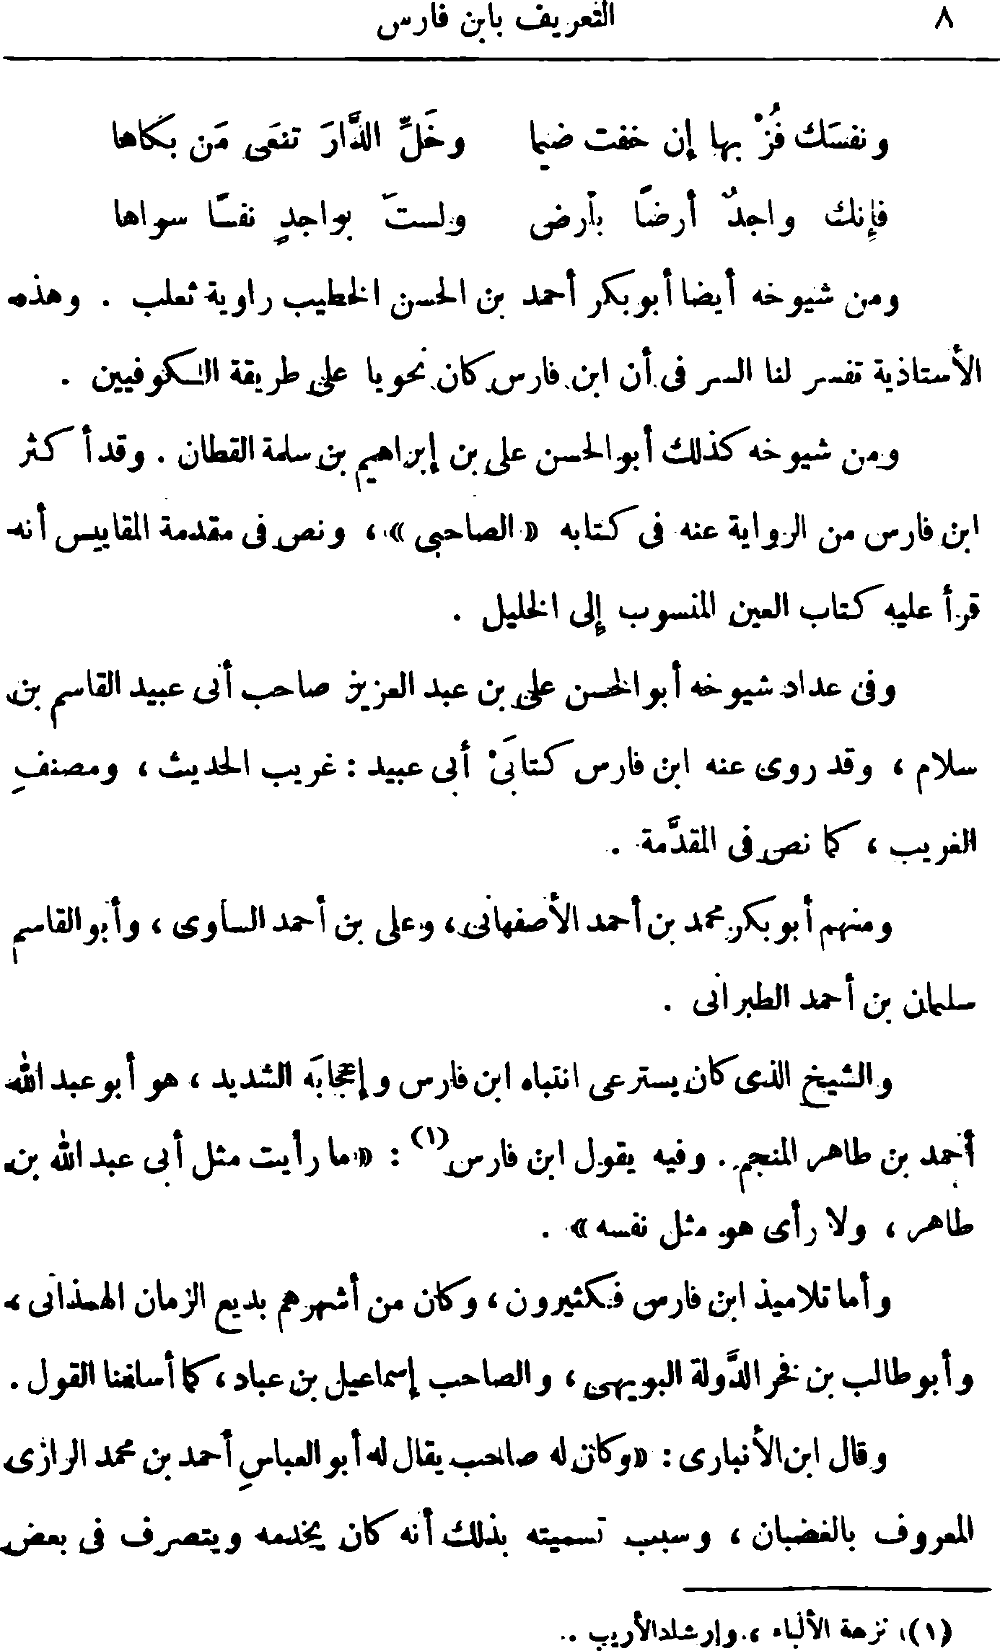 ٨ التعريف بابن فارس
ونفسَك فُزْ بها إن خفت ضيما وخَلِّ الدَّارَ تنعَى مَن بكاها
فإنك واجدٌ أرضًا بأرض ولستَ بواجدٍ نفسًا سواها
ومن شيوخه أيضا أبو بكر أحمد بن الحسن الخطيب راوية ثعلب . وهذه
الأستاذية تفسر لنا السر فى أن ابن فارس كان نحويا على طريقة الكوفيين .
ومن شيوخه كذلك أبو الحسن على بن إبراهيم بن سلمة القطان . وقد أكثر
ابن فارس من الرواية عنه فى كتابه « الصاحبى » ، ونص فى مقدمة المقاييس أنه
قرأ عليه كتاب العين المنسوب إلى الخليل .
وفى عداد شيوخه أبو الحسن على بن عبد العزيز صاحب أبى عبيد القاسم بن
سلام ، وقد روى عنه ابن فارس كتابَىْ أبى عبيد : غريب الحديث ، ومصنفِ
الغريب ، كما نص فى المقدَّمة .
ومنهم أبو بكر محمد بن أحمد الأصفهانى ، وعلى بن أحمد الساوى ، وأبو القاسم
سليمان بن أحمد الطبرانى .
والشيخ الذى كان يسترعى انتباه ابن فارس وإعجابَه الشديد ، هو أبو عبد الله
أحمد بن طاهر المنجم . وفيه يقول ابن فارس(١) : « ما رأيت مثل أبى عبد الله بن
طاهر ، ولا رأى هو مثل نفسه » .
وأما تلاميذ ابن فارس فكثيرون ، وكان من أشهرهم بديع الزمان الهمذانى ،
وأبو طالب بن فخر الدَّولة البويهى ، والصاحب إسماعيل بن عباد ، كما أسلفنا القول .
وقال ابن الأنبارى : « وكان له صاحب يقال له أبو العباس أحمد بن محمد الرازى
المعروف بالغضبان ، وسبب تسميته بذلك أنه كان يخدمه ويتصرف فى بعض
(١) نزهة الألباء ، وإرشاد الأريب .